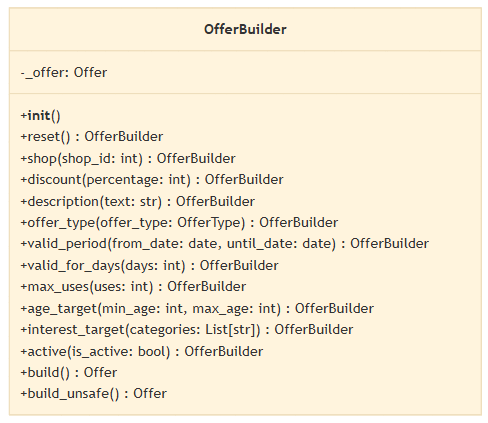 OfferBuilder
-_offer: Offer
+init()
+reset() : OfferBuilder
+shop(shop_id: int) : OfferBuilder
+discount(percentage: int) : OfferBuilder
+description(text: str) : OfferBuilder
+offer_type(offer_type: OfferType) : OfferBuilder
+valid_period(from_date: date, until_date: date) : OfferBuilder
+valid_for_days(days: int) : OfferBuilder
+max_uses(uses: int) : OfferBuilder
+age_target(min_age: int, max_age: int) : OfferBuilder
+interest_target(categories: List[str]) : OfferBuilder
+active(is_active: bool) : OfferBuilder
+build() : Offer
+build_unsafe() : Offer